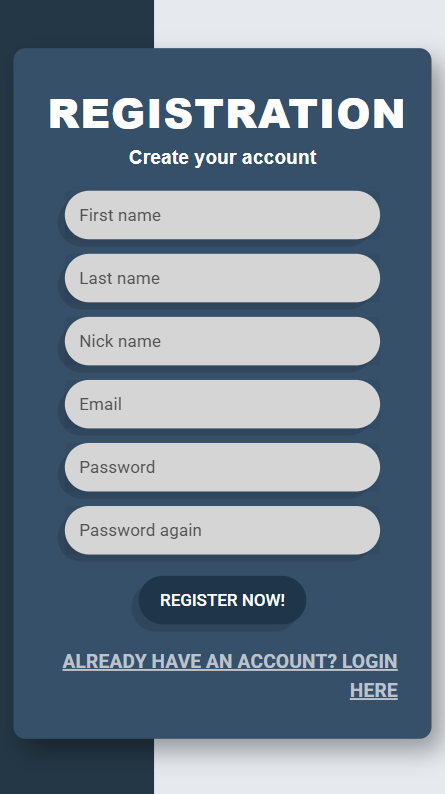 REGISTRATION
Create your account
First name
Last name
Nick name
Email
Password
Password again
REGISTER NOW!
ALREADY HAVE AN ACCOUNT? LOGIN
HERE